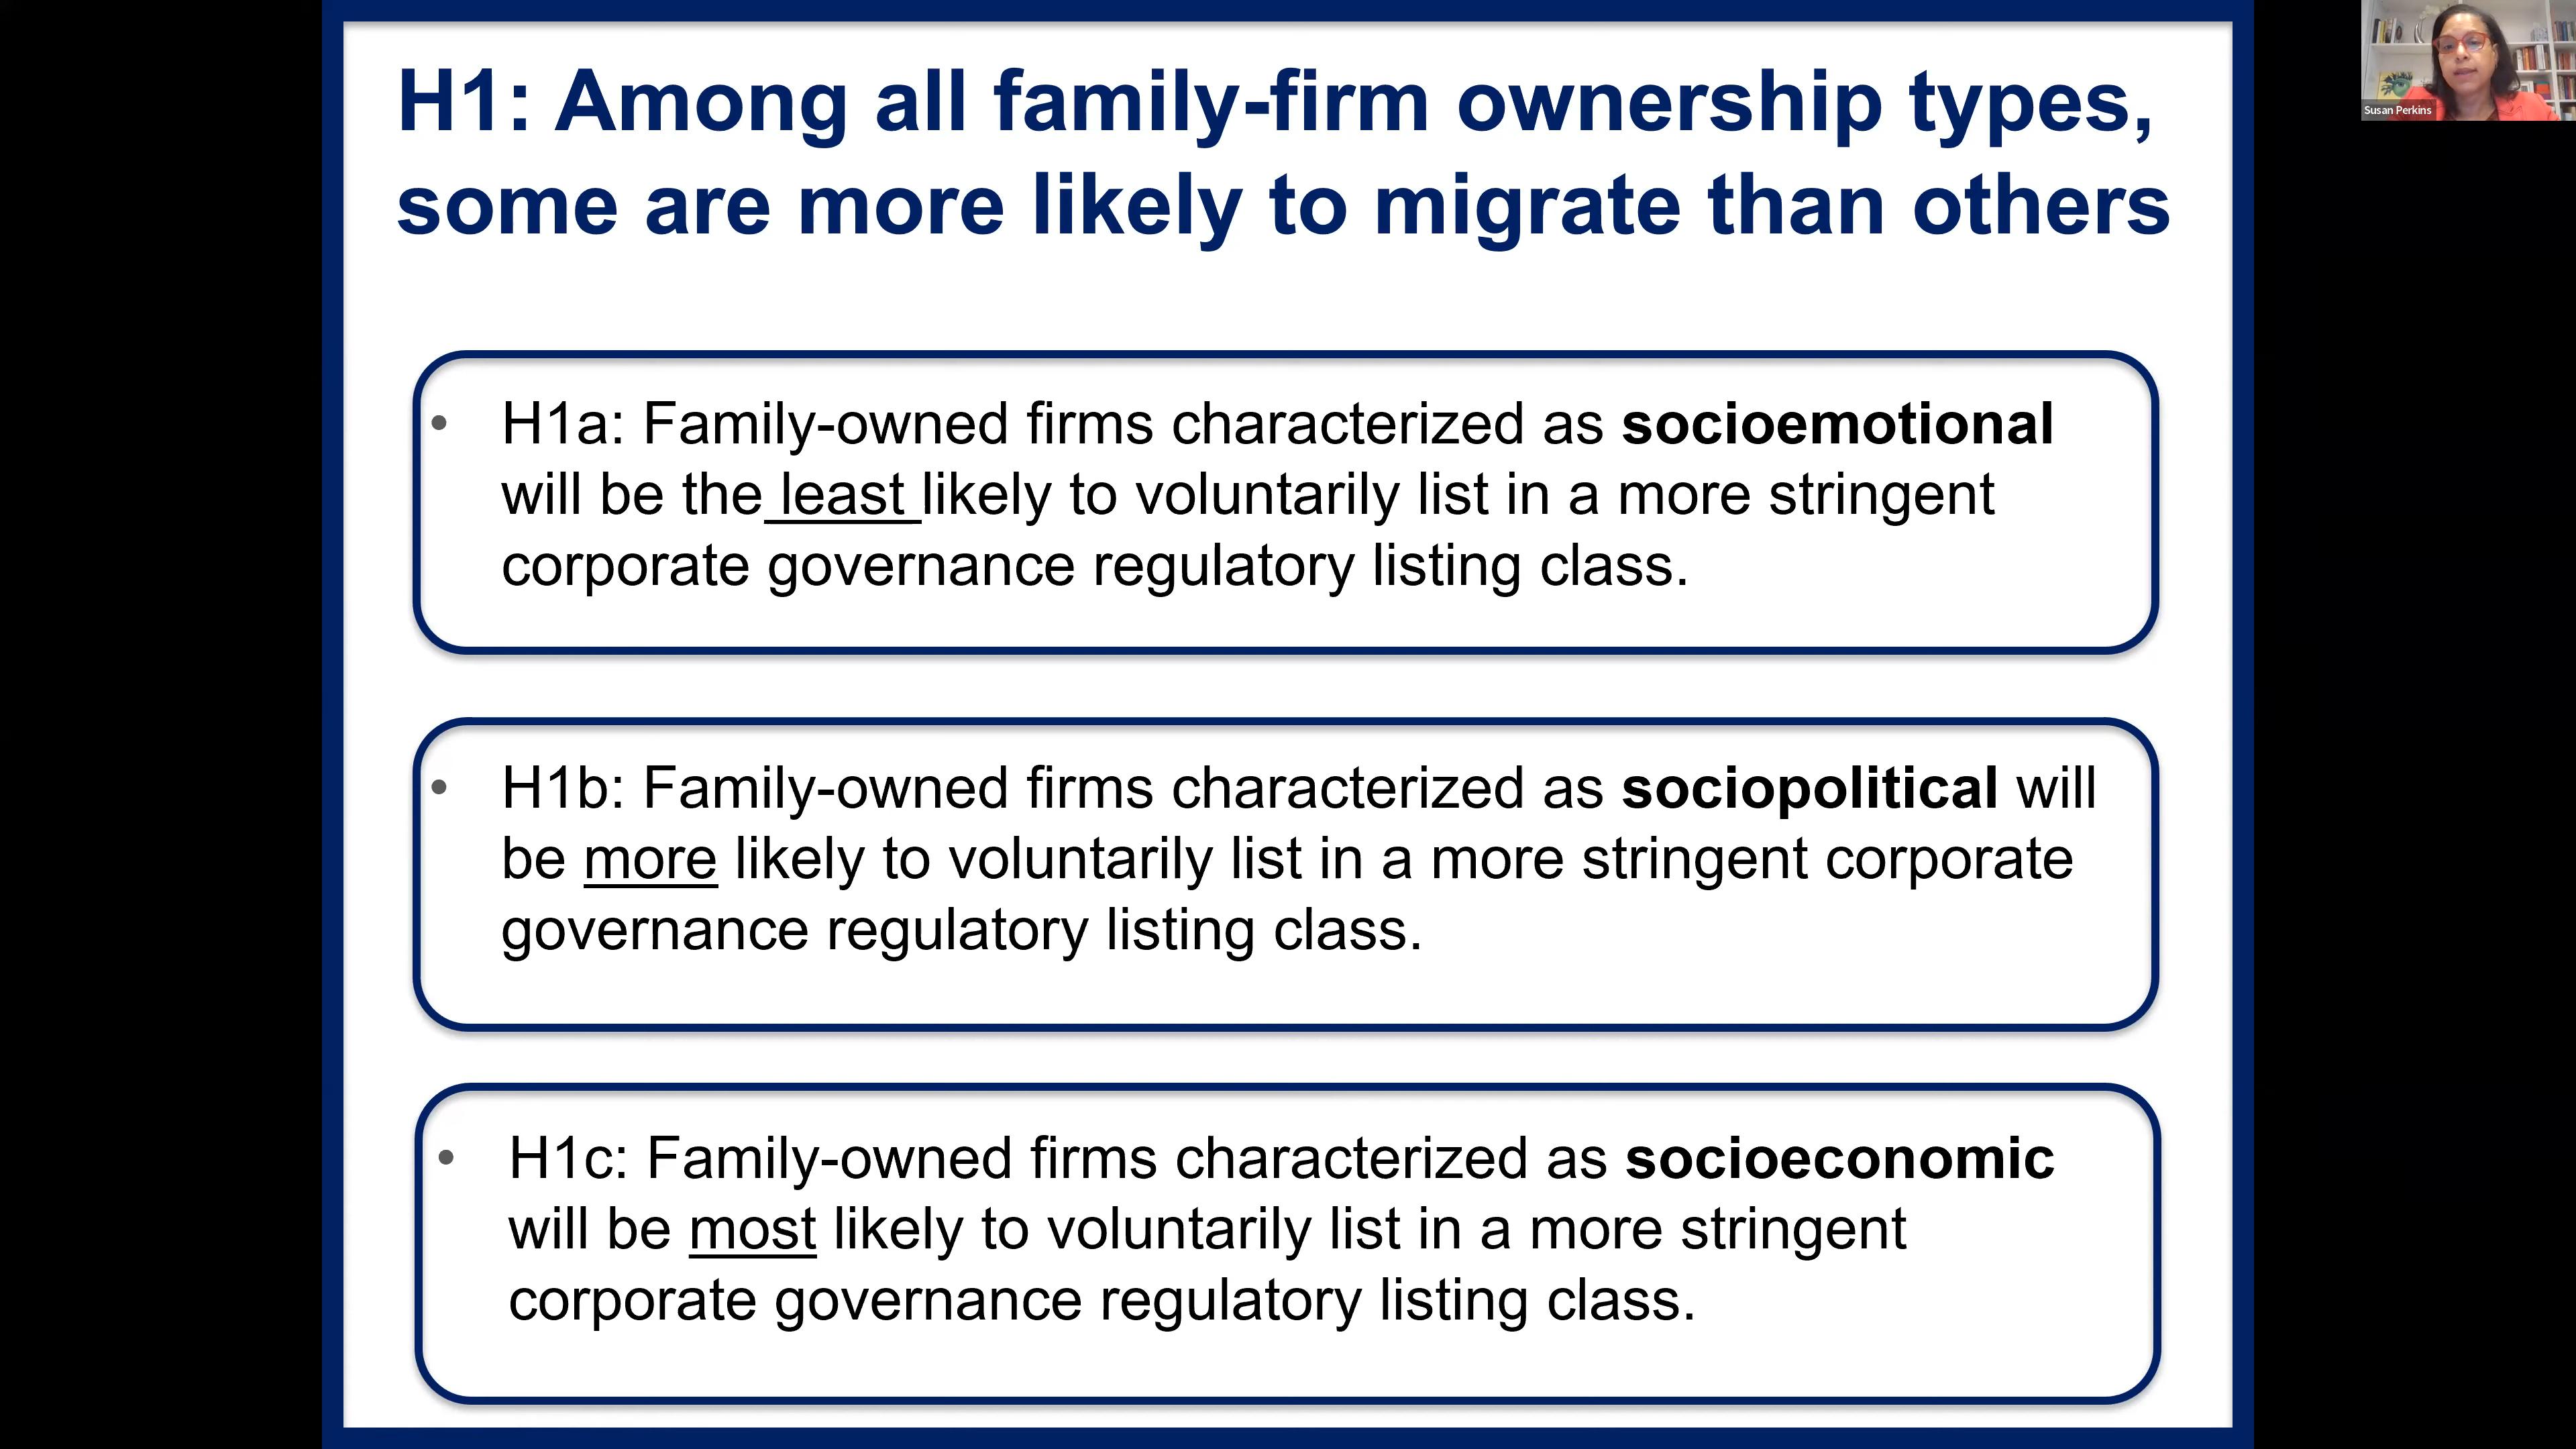 H1: Among all family-firm ownership types,
some are more likely to migrate than others
• H1a: Family-owned firms characterized as socioemotional
will be the least likely to voluntarily list in a more stringent
corporate governance regulatory listing class.
• H1b: Family-owned firms characterized as sociopolitical will
be more likely to voluntarily list in a more stringent corporate
governance regulatory listing class.
• H1c: Family-owned firms characterized as socioeconomic
will be most likely to voluntarily list in a more stringent
corporate governance regulatory listing class.
Susan Perkins